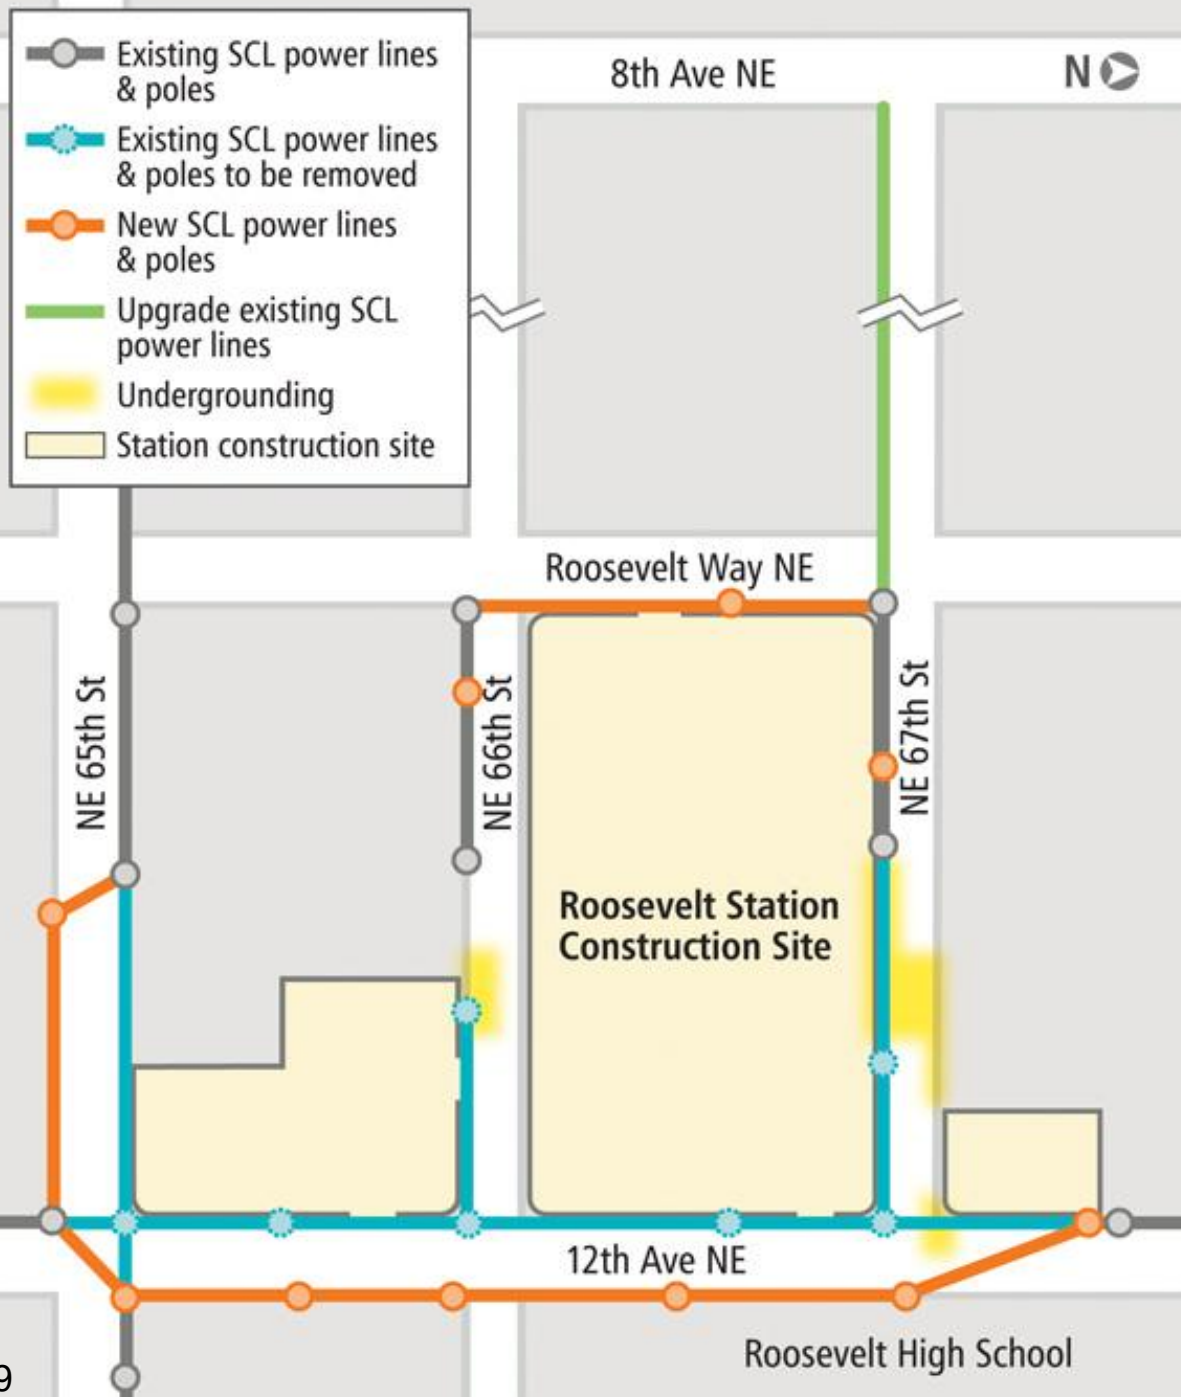 Existing SCL power lines
& poles
Existing SCL power lines
& poles to be removed
New SCL power lines
& poles
Upgrade existing SCL
power lines
Undergrounding
Station construction site
8th Ave NE
N
Roosevelt Way NE
NE 65th St
NE 66th St
NE 67th St
Roosevelt Station
Construction Site
12th Ave NE
Roosevelt High School
9